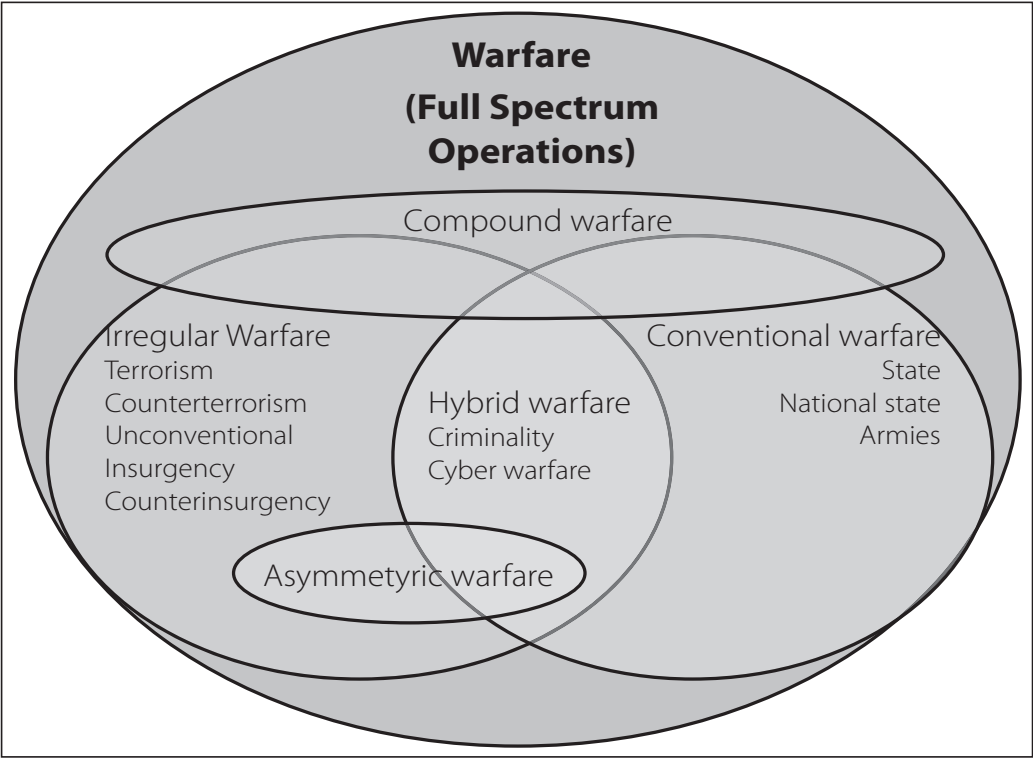 Warfare
(Full Spectrum
Operations)
Compound warfare
Irregular Warfare
Terrorism
Counterterrorism
Unconventional
Insurgency
Counterinsurgency
Hybrid warfare
Criminality
Cyber warfare
Conventional warfare
State
National state
Armies
Asymmetyric warfare